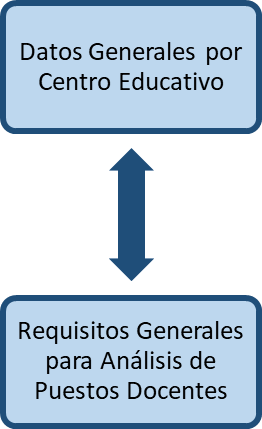 Datos Generales por
Centro Educativo
Requisitos Generales
para Análisis de
Puestos Docentes